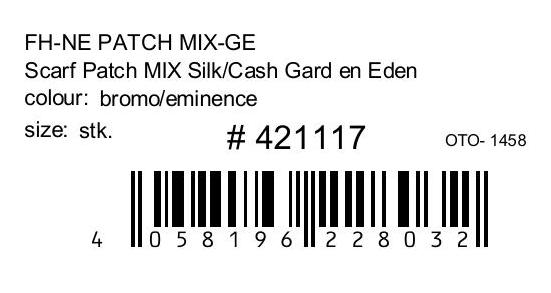 FH-NE PATCH MIX-GE
Scarf Patch MIX Silk/Cash Gard en Eden
colour: bromo/eminence
size: stk.
# 421117
OTO- 1458
4 058196 228032